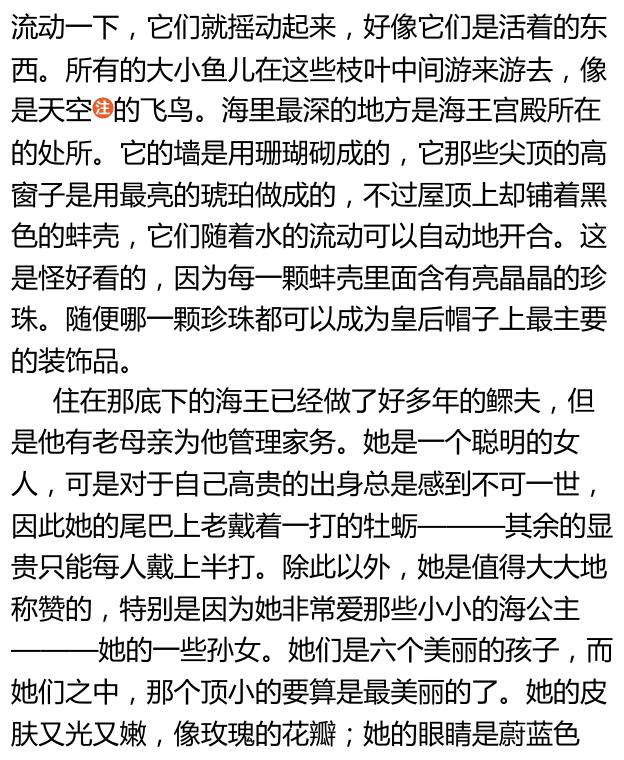 流动一下，它们就摇动起来，好像它们是活着的东
西。所有的大小鱼儿在这些枝叶中间游来游去，像
是天空注的飞鸟。海里最深的地方是海王宫殿所在
的处所。它的墙是用珊瑚砌成的，它那些尖顶的高
窗子是用最亮的琥珀做成的，不过屋顶上却铺着黑
色的蚌壳，它们随着水的流动可以自动地开合。这
是怪好看的，因为每一颗蚌壳里面含有亮晶晶的珍
珠。随便哪一颗珍珠都可以成为皇后帽子上最主要
的装饰品。
住在那底下的海王已经做了好多年的鳏夫，但
是他有老母亲为他管理家务。她是一个聪明的女
人，可是对于自己高贵的出身总是感到不可一世，
因此她的尾巴上老戴着一打的牡蛎———其余的显
贵只能每人戴上半打。除此以外，她是值得大大地
称赞的，特别是因为她非常爱那些小小的海公主
———她的一些孙女。她们是六个美丽的孩子，而
她们之中，那个顶小的要算是最美丽的了。她的皮
肤又光又嫩，像玫瑰的花瓣；她的眼睛是蔚蓝色